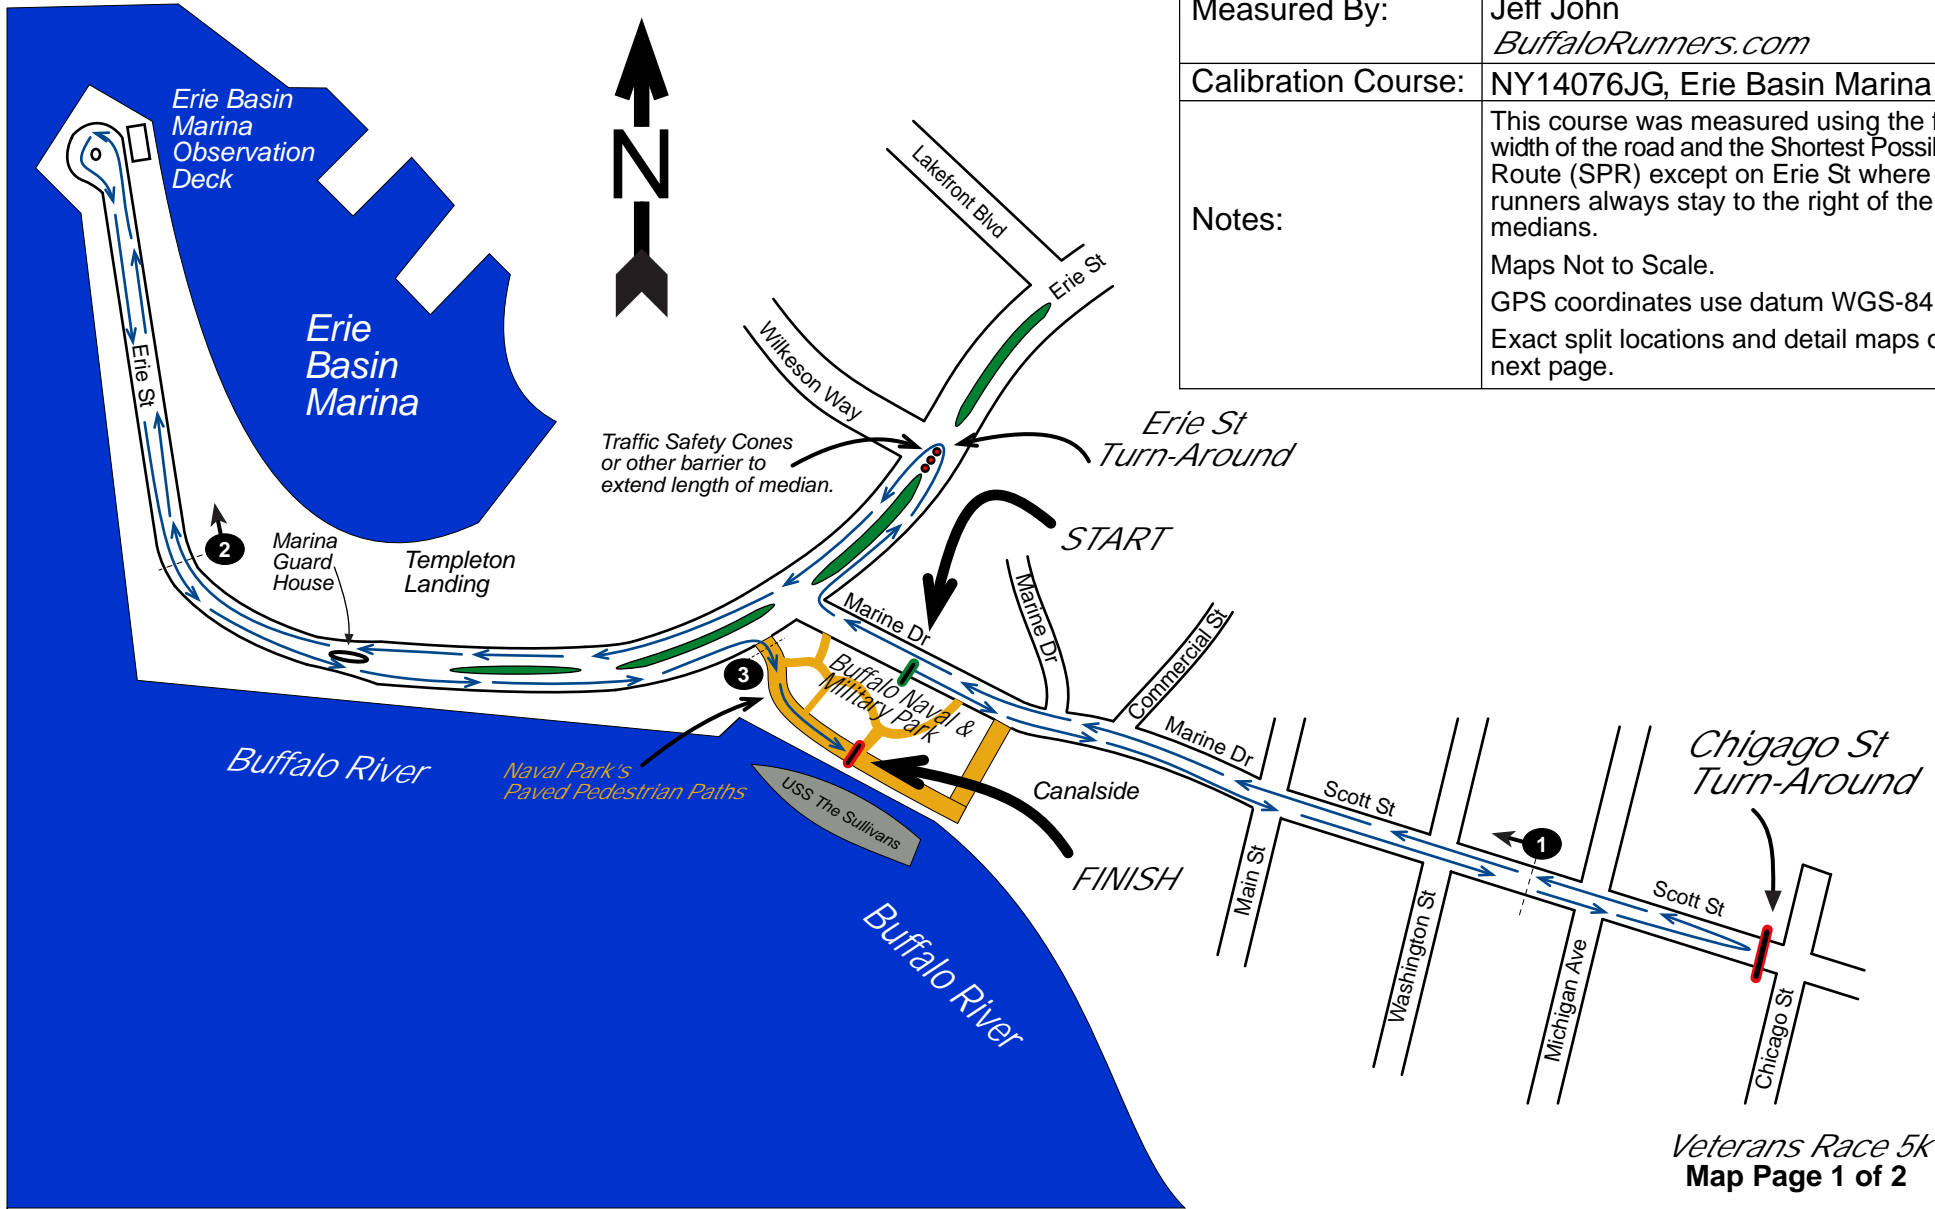 Measured By:
Jeff John
BuffaloRunners.com
Calibration Course:
NY14076JG, Erie Basin Marina
Notes:
This course was measured using the
width of the road and the Shortest
Route (SPR) except on Erie St where
runners always stay to the right of the
medians.
Maps Not to Scale.
GPS coordinates use datum WGS-84
Exact split locations and detail maps
next page.
Erie Basin
Marina
Observation
Deck
N
Lakefront Blvd
Erie St
Erie
Basin
Marina
Erie St
Wilkeson Way
Traffic Safety Cones
or other barrier to
extend length of median.
Erie St
Turn-Around
START
2
Marina
Guard
House
Templeton
Landing
Marine Dr
Marine Dr
Commercial St
3
Buffalo Naval &
Military Park
Marine Dr
Buffalo River
Naval Park's
Paved Pedestrian Paths
USS The Sullivans
Canalside
FINISH
Scott St
1
Chigago St
Turn-Around
Main St
Washington St
Michigan Ave
Scott St
Chicago St
Buffalo River
Veterans Race 5k
Map Page 1 of 2